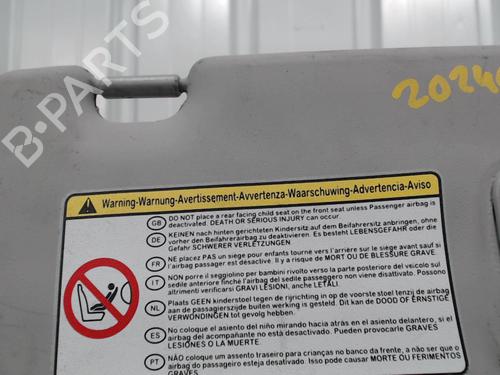 B-PARTS
Warning-Warnung-Avertissement-Avvertenza-Waarschuwing-Advertencia-Aviso
GB
DO NOT place a rear facing child seat on the front seat unless Passenger airbag is
deactivated. DEATH OR SERIOUS INJURY can occur.
DE
KEINEN nach hinten gerichteten Kindersitz auf dem Beifahrersitz anbringen, ohne
vorher den Beifahrerairbag zu deaktivieren. Es besteht LEBENSGEFAHR oder die
Gefahr SCHWERER VERLETZUNGEN
FR
NE placez PAS un siège pour enfants tourné vers l'arrière sur le siège avant sauf si
l'airbag passager est désactivé. Il y a risque de MORT OU DE BLESSURE GRAVE
IT
NON porre il seggiolino per bambini rivolto verso la parte posteriore del veicolo sul
sedile anteriore finché l'airbag del sedile passeggero non viene disattivato. Possono
altrimenti verificarsi GRAVI LESIONI, anche LETALI.
NL
Plaats GEEN kinderstoel tegen de rijrichting in op de voorste stoel tenzij de airbag
aan de passagierszijde buiten werking is gesteld. Dit kan de DOOD OF ERNSTIGE
VERWONDINGEN tot gevolg hebben.
ES
No coloque el asiento del niño mirando hacia atrás en el asiento delantero, si el
airbag del acompañante no está desactivado. Pueden provocarle GRAVES
LESIONES O LA MUERTE.
PT
NÃO coloque um assento traseiro para crianças no banco da frente, a não ser que o
airbag do passageiro esteja desactivado. Isso pode causar MORTE OU FERIMENTOS
GRAVES